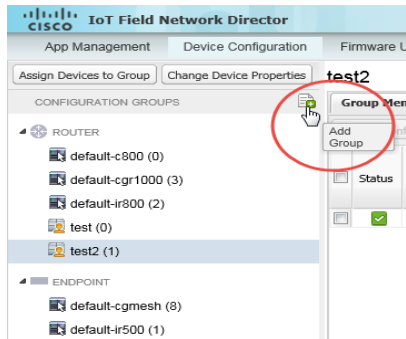 CISCO IoT Field Network Director
App Management Device Configuration Firmware U
Assign Devices to Group Change Device Properties test2
CONFIGURATION GROUPS Group Mem
Add Group
ROUTER
Status
default-c800 (0)
default-cgr1000 (3)
default-ir800 (2)
test (0)
test2 (1)
ENDPOINT
default-cgmesh (8)
default-ir500 (1)